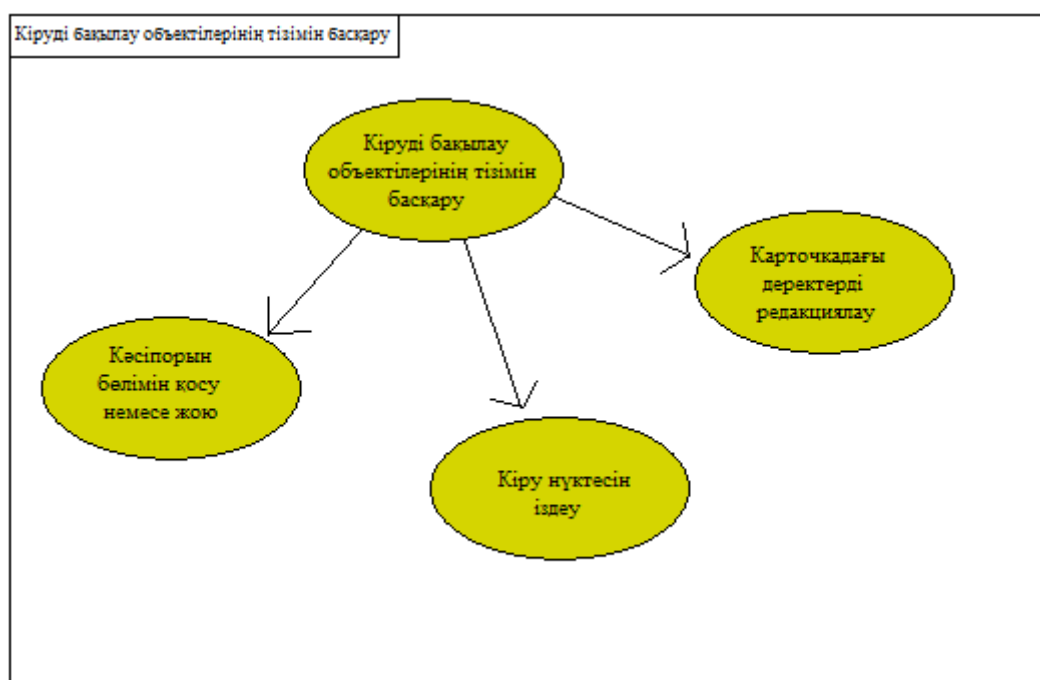 Кіруді бақылау объектілерінің тізімін басқару
Кіруді бақылау
объектілерінің тізімін
басқару
Карточкадағы
деректерді
редакциялау
Кәсіпорын
бөлімін қосу
немесе жою
Кіру нүктесін
іздеу